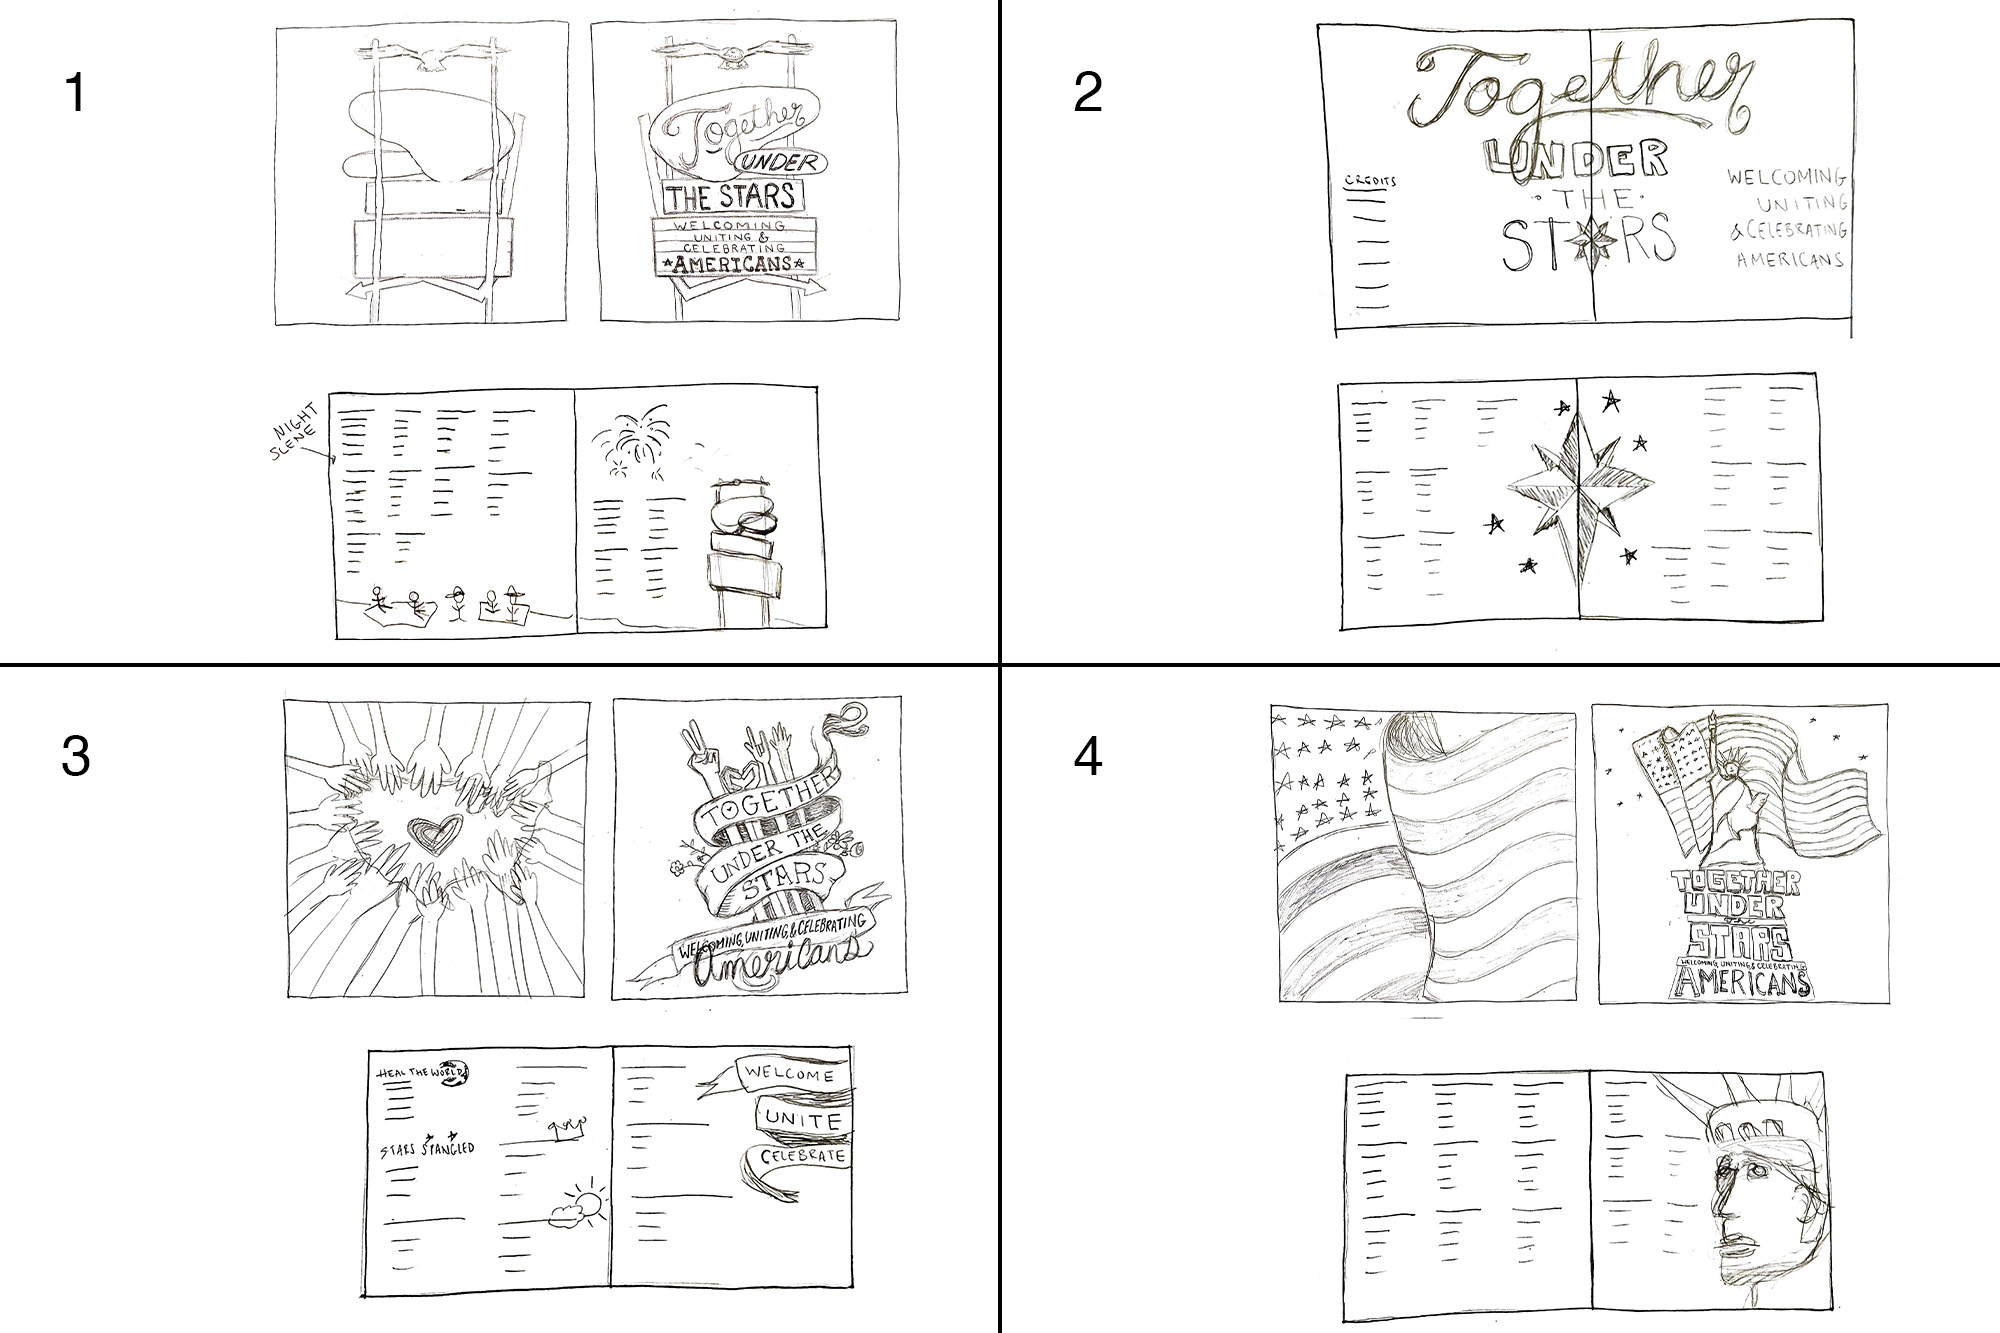 1
Together
UNDER
THE STARS
WELCOMING
UNITING &
CELEBRATING
AMERICANS
NIGHT
SCENE
2
Together
UNDER
THE
STARS
CREDITS
WELCOMING
UNITING
& CELEBRATING
AMERICANS
3
TOGETHER
UNDER THE
STARS
WELCOMING, UNITING, & CELEBRATING
Americans
HEAL THE WORLD
STARS SPANGLED
WELCOME
UNITE
CELEBRATE
4
TOGETHER
UNDER
THE
STARS
WELCOMING, UNITING & CELEBRATING
AMERICANS